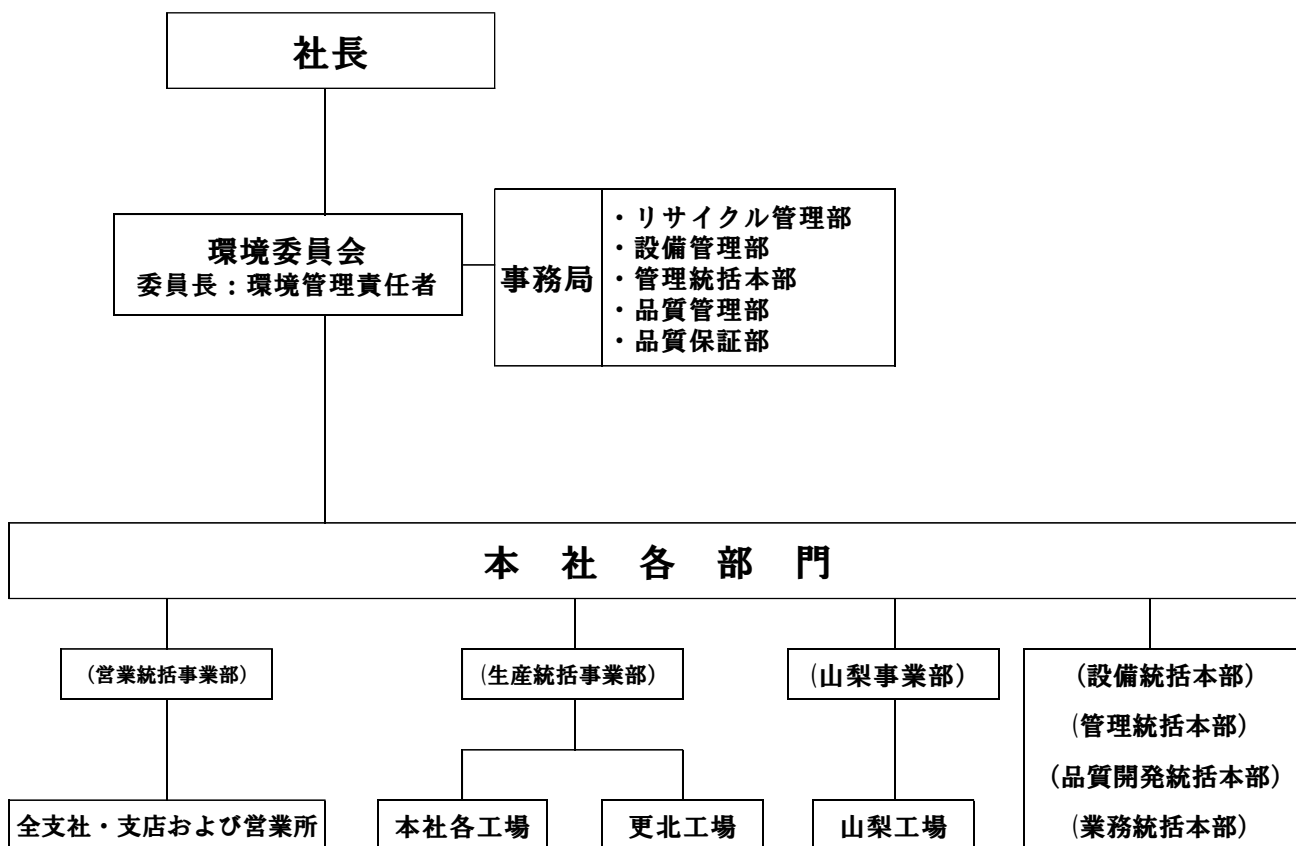 社長
環境委員会
委員長：環境管理責任者
事務局
・リサイクル管理部
・設備管理部
・管理統括本部
・品質管理部
・品質保証部
本社各部門
(営業統括事業部)
(生産統括事業部)
(山梨事業部)
(設備統括本部)
(管理統括本部)
(品質開発統括本部)
(業務統括本部)
全支社・支店および営業所
本社各工場
更北工場
山梨工場